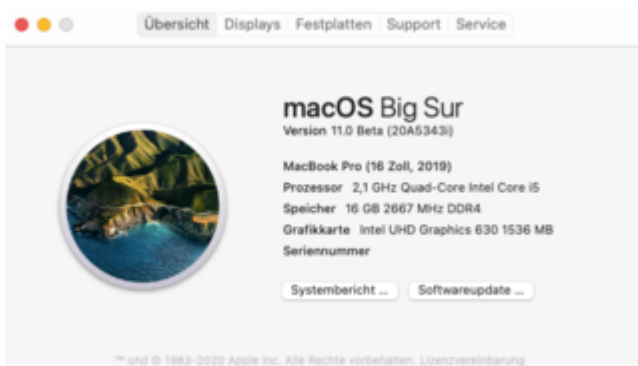 Übersicht Displays Festplatten Support Service
macOS Big Sur
Version 11.0 Beta (20A5343i)
MacBook Pro (16 Zoll, 2019)
Prozessor 2,1 GHz Quad-Core Intel Core i5
Speicher 16 GB 2667 MHz DDR4
Grafikkarte Intel UHD Graphics 630 1536 MB
Seriennummer
Systembericht ... Softwareupdate ...
™ und © 1983-2020 Apple Inc. Alle Rechte vorbehalten. Lizenzvereinbarung